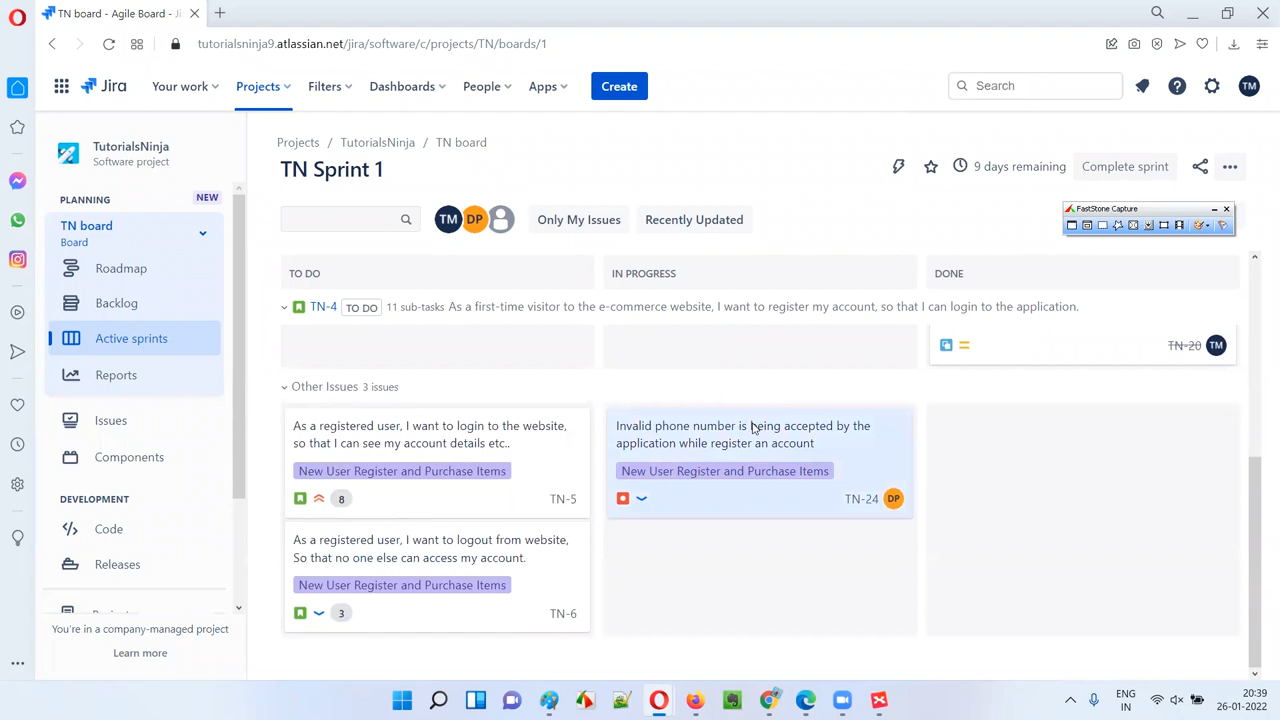 TN board - Agile Board - Ji
tutorialsninja9.atlassian.net/jira/software/c/projects/TN/boards/1
Jira
Your work
Projects
Filters
Dashboards
People
Apps
Create
Search
TM
TutorialsNinja
Software project
PLANNING
NEW
TN board
Board
Roadmap
Backlog
Active sprints
Reports
Issues
Components
DEVELOPMENT
Code
Releases
You're in a company-managed project
Learn more
Projects / TutorialsNinja / TN board
TN Sprint 1
9 days remaining
Complete sprint
TM
DP
Only My Issues
Recently Updated
FastStone Capture
TO DO
IN PROGRESS
DONE
TN-4 TO DO 11 sub-tasks As a first-time visitor to the e-commerce website, I want to register my account, so that I can login to the application.
TN-20 TM
Other Issues 3 issues
As a registered user, I want to login to the website,
so that I can see my account details etc..
New User Register and Purchase Items
8
TN-5
As a registered user, I want to logout from website,
So that no one else can access my account.
New User Register and Purchase Items
3
TN-6
Invalid phone number is being accepted by the
application while register an account
New User Register and Purchase Items
TN-24 DP
ENG
IN
20:39
26-01-2022